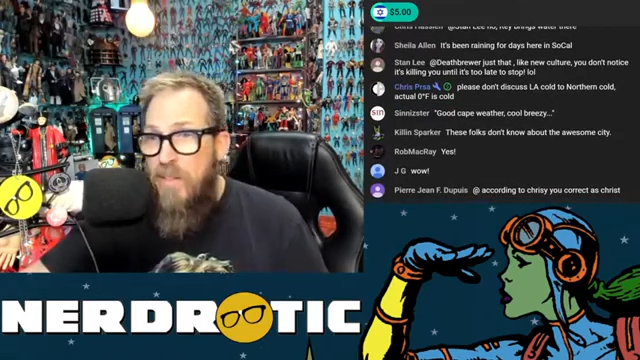 $5.00
Sheila Allen It's been raining for days here in SoCal
Stan Lee @Deathbrewer just that , like new culture, you don't notice
it's killing you until it's too late to stop! lol
Chris Prsa please don't discuss LA cold to Northern cold,
actual 0°F is cold
Sinnizster "Good cape weather, cool breezy..."
Killin Sparker These folks don't know about the awesome city.
RobMacRay Yes!
J G wow!
Pierre Jean F. Dupuis @ according to chrisy you correct as christ
NERDROTIC